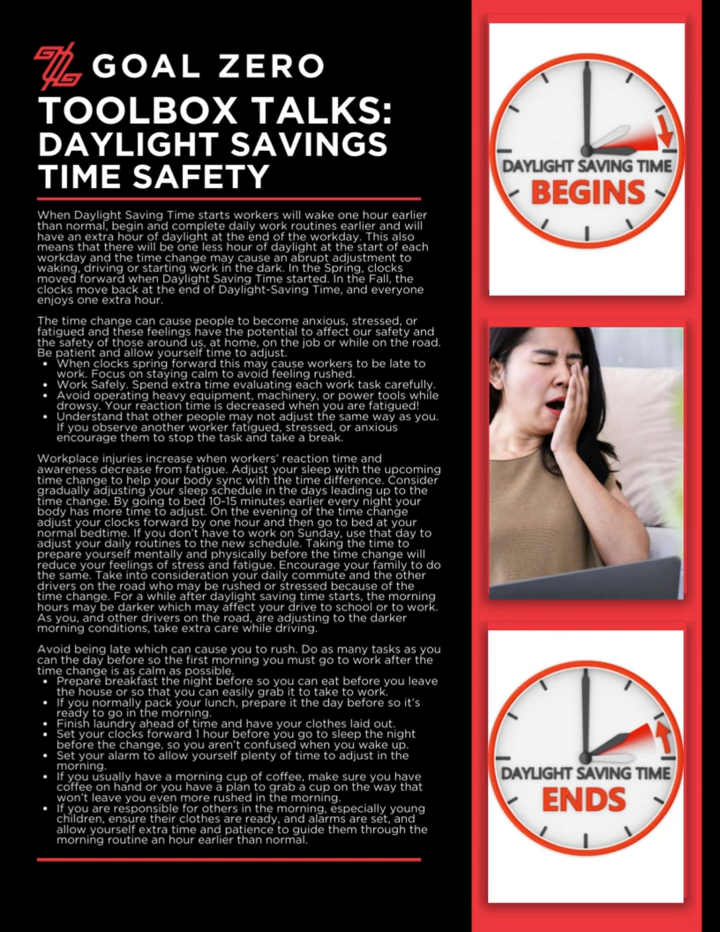 GOAL ZERO
TOOLBOX TALKS:
DAYLIGHT SAVINGS
TIME SAFETY
When Daylight Saving Time starts workers will wake one hour earlier
than normal, begin and complete daily work routines earlier and will
have an extra hour of daylight at the end of the workday. This also
means that there will be one less hour of daylight at the start of each
workday and the time change may cause an abrupt adjustment to
waking, driving or starting work in the dark. In the Spring, clocks
moved forward when Daylight Saving Time started. In the Fall, the
clocks move back at the end of Daylight-Saving Time, and everyone
enjoys one extra hour.
The time change can cause people to become anxious, stressed, or
fatigued and these feelings have the potential to affect our safety and
the safety of those around us, at home, on the job or while on the road.
Be patient and allow yourself time to adjust.
• When clocks spring forward this may cause workers to be late to
work. Focus on staying calm to avoid feeling rushed.
• Work Safely. Spend extra time evaluating each work task carefully.
• Avoid operating heavy equipment, machinery, or power tools while
drowsy. Your reaction time is decreased when you are fatigued!
• Understand that other people may not adjust the same way as you.
If you observe another worker fatigued, stressed, or anxious
encourage them to stop the task and take a break.
Workplace injuries increase when workers' reaction time and
awareness decrease from fatigue. Adjust your sleep with the upcoming
time change to help your body sync with the time difference. Consider
gradually adjusting your sleep schedule in the days leading up to the
time change. By going to bed 10-15 minutes earlier every night your
body has more time to adjust. On the evening of the time change
adjust your clocks forward by one hour and then go to bed at your
normal bedtime. If you don't have to work on Sunday, use that day to
adjust your daily routines to the new schedule. Taking the time to
prepare yourself mentally and physically before the time change will
reduce your feelings of stress and fatigue. Encourage your family to do
the same. Take into consideration your daily commute and the other
drivers on the road who may be rushed or stressed because of the
time change. For a while after daylight saving time starts, the morning
hours may be darker which may affect your drive to school or to work.
As you, and other drivers on the road, are adjusting to the darker
morning conditions, take extra care while driving.
Avoid being late which can cause you to rush. Do as many tasks as you
can the day before so the first morning you must go to work after the
time change is as calm as possible.
• Prepare breakfast the night before so you can eat before you leave
the house or so that you can easily grab it to take to work.
• If you normally pack your lunch, prepare it the day before so it's
ready to go in the morning.
• Finish laundry ahead of time and have your clothes laid out.
• Set your clocks forward 1 hour before you go to sleep the night
before the change, so you aren't confused when you wake up.
• Set your alarm to allow yourself plenty of time to adjust in the
morning.
• If you usually have a morning cup of coffee, make sure you have
coffee on hand or you have a plan to grab a cup on the way that
won't leave you even more rushed in the morning.
• If you are responsible for others in the morning, especially young
children, ensure their clothes are ready, and alarms are set, and
allow yourself extra time and patience to guide them through the
morning routine an hour earlier than normal.
DAYLIGHT SAVING TIME
BEGINS
DAYLIGHT SAVING TIME
ENDS